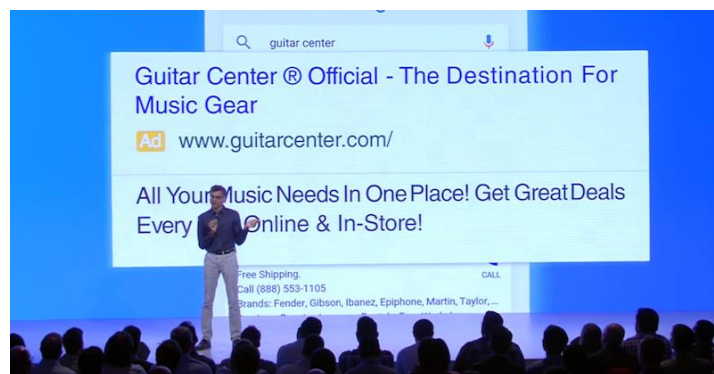 guitar center
Guitar Center ® Official - The Destination For
Music Gear
Ad www.guitarcenter.com/
All Your Music Needs In One Place! Get Great Deals
Every Online & In-Store!
Free Shipping.
CALL
Call (888) 553-1105
Brands: Fender, Gibson, Ibanez, Epiphone, Martin, Taylor, ...